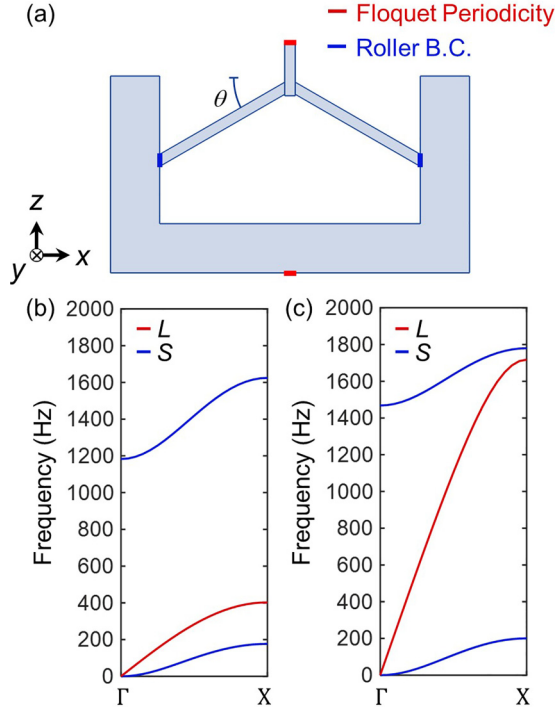 (a)
Floquet Periodicity
Roller B.C.
θ
z
y
x
(b)
(c)
2000
1800
1600
1400
1200
1000
800
600
400
200
0
Frequency (Hz)
L
S
Γ
X
2000
1800
1600
1400
1200
1000
800
600
400
200
0
Frequency (Hz)
L
S
Γ
X